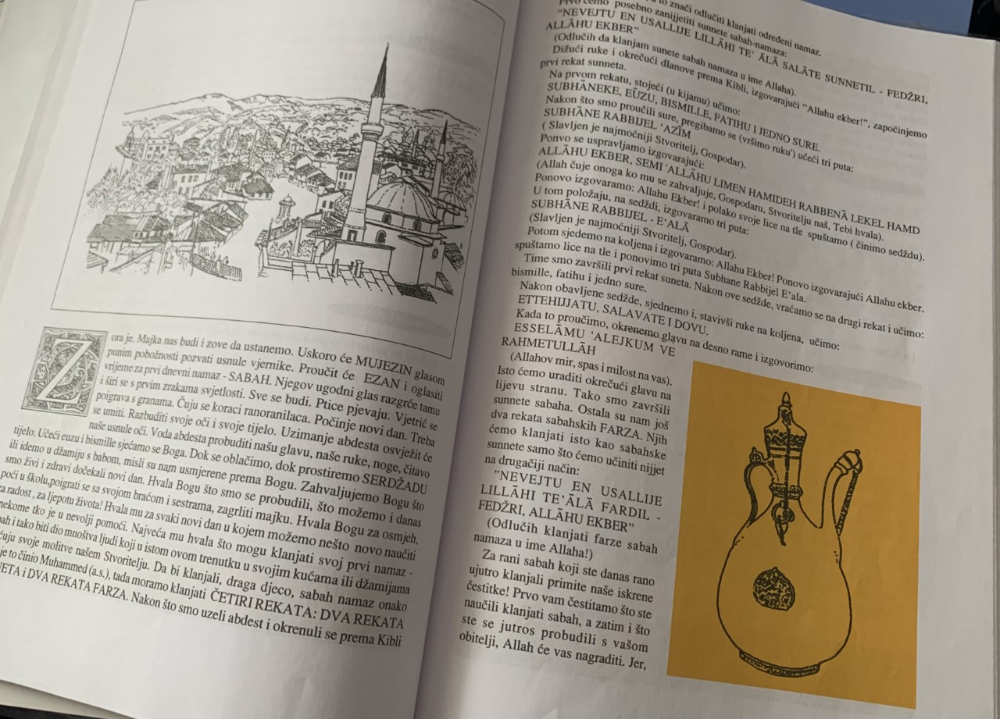 Zora je. Majka nas budi i zove da ustanemo. Uskoro će MUJEZIN glasom
punim pobožnosti pozvati usnule vjernike. Proučit će EZAN i oglasiti
vrijeme za prvi dnevni namaz - SABAH. Njegov ugodni glas razgrće tamu
i širi se s prvim zrakama svjetlosti. Sve se budi. Ptice pjevaju. Vjetrić se
poigrava s granama. Čuju se koraci ranoranilaca. Počinje novi dan. Treba
se umiti. Razbuditi svoje oči i svoje tijelo. Uzimanje abdesta osvježit će
naše usnule oči. Voda abdesta probuditi našu glavu, naše ruke, noge, čitavo
tijelo. Učeći euzu i bismille sjećamo se Boga. Dok se oblačimo, dok prostiremo SERDŽADU
ili idemo u džamiju s babom, misli su nam usmjerene prema Bogu. Zahvaljujemo Bogu što
smo živi i zdravi dočekali novi dan. Hvala Bogu što smo se probudili, što možemo i danas
poći u školu,poigrati se sa svojom braćom i sestrama, zagrliti majku. Hvala Bogu za osmjeh,
za radost , za ljepotu života! Hvala mu za svaki novi dan u kojem možemo nešto novo naučiti
nekome tko je u nevolji pomoći. Najveća mu hvala što mogu klanjati svoj prvi namaz -
i tako biti dio mnoštva ljudi koji u istom ovom trenutku u svojim kućama ili džamijama
svoje molitve našem Stvoritelju. Da bi klanjali, draga djeco, sabah namaz onako
je to činio Muhammed (a.s.), tada moramo klanjati ČETIRI REKATA: DVA REKATA
i DVA REKATA FARZA. Nakon što smo uzeli abdest i okrenuli se prema Kibli
to znači odlučiti klanjati određeni namaz.
Prvo ćemo posebno zanijjetiti sunnete sabah-namaza:
“NEVEJTU EN USALLIJE LILLĀHI TE‘ ĀLĀ SALĀTE SUNNETIL - FEDŽRI,
ALLĀHU EKBER”
(Odlučih da klanjam sunete sabah namaza u ime Allaha).
Dižući ruke i okrečući dlanove prema Kibli, izgovarajući “Allahu ekber!”, započinjemo
prvi rekat sunneta.
Na prvom rekatu, stojeći (u kijamu) učimo:
SUBHĀNEKE, EŪZU, BISMILLE, FATIHU I JEDNO SURE.
Nakon što smo proučili sure, pregibamo se (vršimo ruku') učeći tri puta:
SUBHĀNE RABBIJEL ‘AZĪM
( Slavljen je najmoćniji Stvoritelj, Gospodar).
Ponvo se uspravljamo izgovarajući:
ALLĀHU EKBER, SEMI ‘ALLĀHU LIMEN HAMIDEH RABBENĀ LEKEL HAMD
(Allah čuje onoga ko mu se zahvaljuje, Gospodaru, Stvoritelju naš, Tebi hvala).
Ponovo izgovaramo: Allahu Ekber! i polako svoje lice na tle spuštamo ( činimo sedždu).
U tom položaju, na sedždi, izgovaramo tri puta:
SUBHĀNE RABBIJEL - E‘ALĀ
(Slavljen je najmoćniji Stvoritelj, Gospodar).
Potom sjedemo na koljena i izgovaramo: Allahu Ekber! Ponovo izgovarajući Allahu ekber,
spuštamo lice na tle i ponovimo tri puta Subhane Rabbijel E‘ala.
Time smo završili prvi rekat suneta. Nakon ove sedžde, vraćamo se na drugi rekat i učimo:
bismille, fatihu i jedno sure.
Nakon obavljene sedžde, sjednemo i, stavivši ruke na koljena, učimo:
ETTEHIJJATU, SALAVATE I DOVU.
Kada to proučimo, okrenemo glavu na desno rame i izgovorimo:
ESSELĀMU ‘ALEJKUM VE
RAHMETULLĀH
(Allahov mir, spas i milost na vas).
Isto ćemo uraditi okrečući glavu na
lijevu stranu. Tako smo završili
sunnete sabaha. Ostala su nam još
dva rekata sabahskih FARZA. Njih
ćemo klanjati isto kao sabahske
sunnete samo što ćemo učiniti nijjet
na drugačiji način:
”NEVEJTU EN USALLIJE
LILLĀHI TE’ĀLĀ FARDIL -
FEDŽRI, ALLĀHU EKBER”
(Odlučih klanjati farze sabah
namaza u ime Allaha!)
Za rani sabah koji ste danas rano
ujutro klanjali primite naše iskrene
čestitke! Prvo vam čestitamo što ste
naučili klanjati sabah, a zatim i što
ste se jutros probudili s vašom
obitelji, Allah će vas nagraditi. Jer,